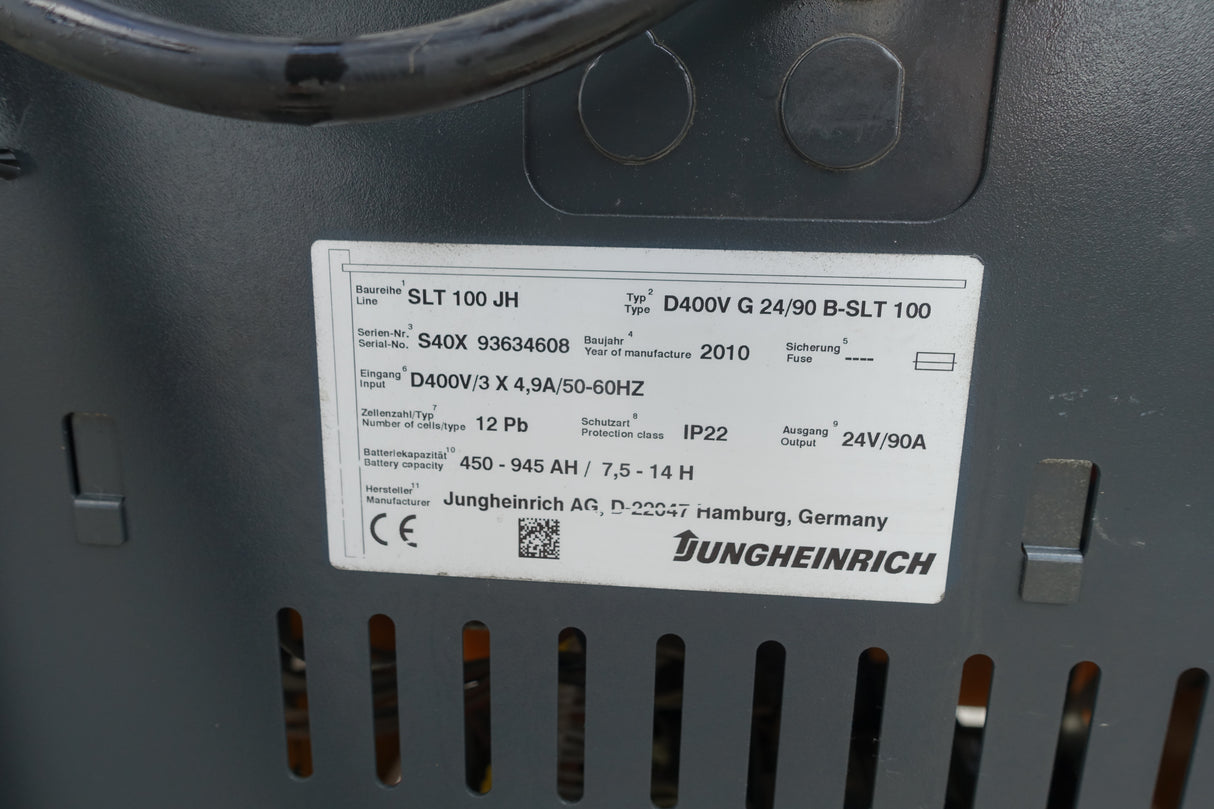 Baureihe 1 SLT 100 JH Typ 2 D400V G 24/90 B-SLT 100
Line Type
Serien-Nr. 3 S40X 93634608 Baujahr 4 2010 Sicherung 5 ----
Serial-No. Year of manufacture Fuse
Eingang 6 D400V/3 X 4,9A/50-60HZ
Input
Zellenzahl/Typ 7 12 Pb Schutzart 8 IP22 Ausgang 9 24V/90A
Number of cells/type Protection class Output
Batteriekapazität 10 450 - 945 AH / 7,5 - 14 H
Battery capacity
Hersteller 11 Jungheinrich AG, D-22047 Hamburg, Germany
Manufacturer
CE
JUNGHEINRICH